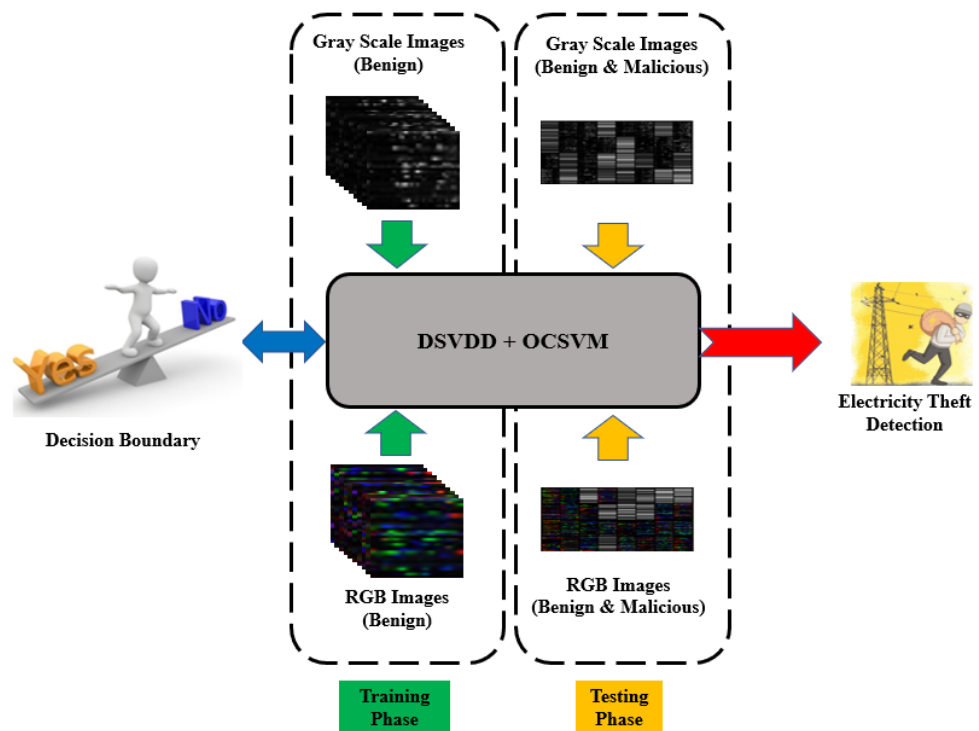 Gray Scale Images
(Benign)
Gray Scale Images
(Benign & Malicious)
Yes
NO
DSVDD + OCSVM
Decision Boundary
Electricity Theft
Detection
RGB Images
(Benign)
RGB Images
(Benign & Malicious)
Training
Phase
Testing
Phase